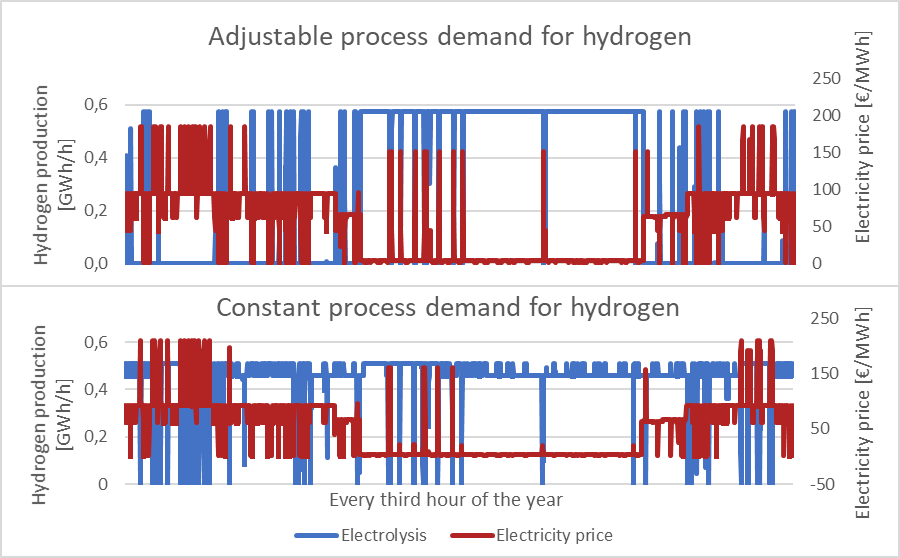 Adjustable process demand for hydrogen
Hydrogen production
[GWh/h]
0,6
0,4
0,2
0,0
250
200
150
100
50
0
Electricity price [€/MWh]
Constant process demand for hydrogen
Hydrogen production
[GWh/h]
0,6
0,4
0,2
0
250
150
50
-50
Electricity price [€/MWh]
Every third hour of the year
Electrolysis
Electricity price